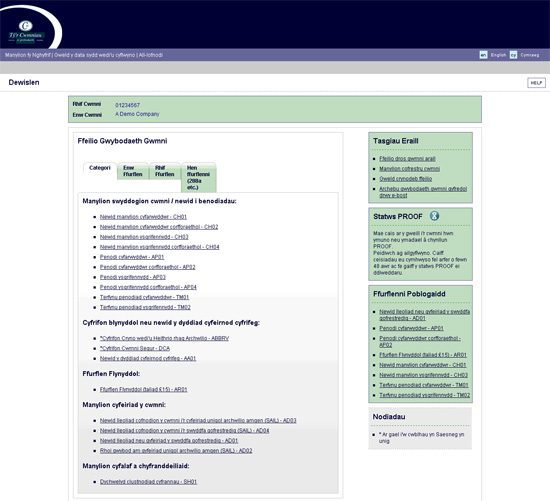 Tŷ'r Cwmnïau
Manylion fy Nghyfrif | Gweld y data sydd wedi'u cyflwyno | All-lofnodi
en English cy Cymraeg
Dewislen
HELP
Rhif Cwmni 01234567
Enw Cwmni A Demo Company
Ffeilio Gwybodaeth Gwmni
Categori
Enw Ffurflen
Rhif Ffurflen
Hen ffurflenni (288a etc.)
Manylion swyddogion cwmni / newid i benodiadau:
Newid manylion cyfarwyddwr - CH01
Newid manylion cyfarwyddwr corfforaethol - CH02
Newid manylion ysgrifennydd - CH03
Newid manylion ysgrifennydd corfforaethol - CH04
Penodi cyfarwyddwr - AP01
Penodi cyfarwyddwr corfforaethol - AP02
Penodi ysgrifennydd - AP03
Penodi ysgrifennydd corfforaethol - AP04
Terfynu penodiad cyfarwyddwr - TM01
Terfynu penodiad ysgrifennydd - TM02
Cyfrifon blynyddol neu newid y dyddiad cyfeirnod cyfrifeg:
*Cyfrifon Cryno wedi'u Heithrio rhag Archwilio - ABBRV
*Cyfrifon Cwmni Segur - DCA
Newid y dyddiad cyfeirnod cyfrifeg - AA01
Ffurflen Flynyddol:
Ffurflen Flynyddol (taliad £15) - AR01
Manylion cyfeiriad y cwmni:
Newid lleoliad cofnodion y cwmni i'r cyfeiriad unigol archwilio amgen (SAIL) - AD03
Newid lleoliad cofnodion y cwmni i'r swyddfa gofrestredig (SAIL) - AD04
Newid lleoliad neu gyfeiriad y swyddfa gofrestredig - AD01
Rhoi gwybod am gyfeiriad unigol archwilio amgen (SAIL) - AD02
Manylion cyfalaf a chyfranddeiliaid:
Dychwelyd clustnodiad cyfrannau - SH01
Tasgiau Eraill
Ffeilio dros gwmni arall
Manylion cofrestru cwmni
Gweld crynodeb ffeilio
Archebu gwybodaeth gwmni gyfredol
drwy e-bost
Statws PROOF
Mae cais ar y gweill i'r cwmni hwn
ymuno neu ymadael â chynllun
PROOF.
Peidiwch ag ailgyflwyno. Caiff
ceisiadau eu cymhwyso fel arfer o fewn
48 awr ac fe gaiff y statws PROOF ei
ddiweddaru.
Ffurflenni Poblogaidd
Newid lleoliad neu gyfeiriad y swyddfa
gofrestredig - AD01
Penodi cyfarwyddwr - AP01
Penodi cyfarwyddwr corfforaethol -
AP02
Ffurflen Flynyddol (taliad £15) - AR01
Newid manylion cyfarwyddwr - CH01
Newid manylion ysgrifennydd - CH03
Terfynu penodiad cyfarwyddwr - TM01
Terfynu penodiad ysgrifennydd - TM02
Nodiadau
* Ar gael i'w cwblhau yn Saesneg yn
unig